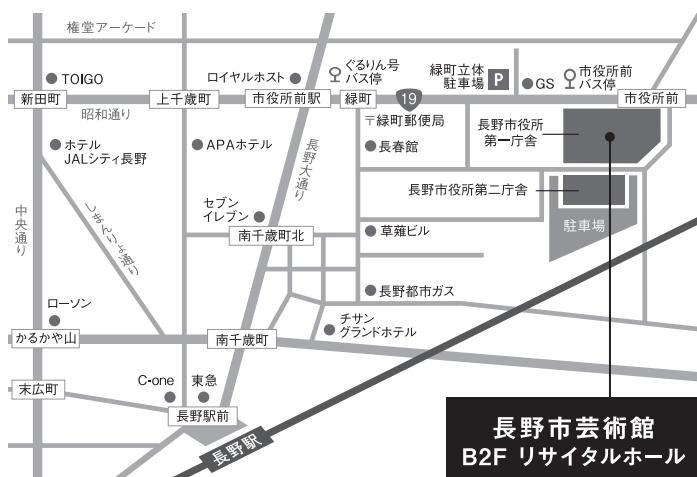 権堂アーケード
TOIGO
ロイヤルホスト
ぐるりん号
バス停
緑町立体
駐車場
P
GS
市役所前
バス停
新田町
上千歳町
市役所前駅
緑町
19
市役所前
昭和通り
〒緑町郵便局
長野市役所
第一庁舎
ホテル
JALシティ長野
APAホテル
長野大通り
長春館
長野市役所第二庁舎
中央通り
しまんりょ通り
セブン
イレブン
南千歳町北
草薙ビル
駐車場
長野都市ガス
ローソン
チサン
グランドホテル
かるかや山
南千歳町
C-one
東急
末広町
長野駅前
長野駅
長野市芸術館
B2F リサイタルホール